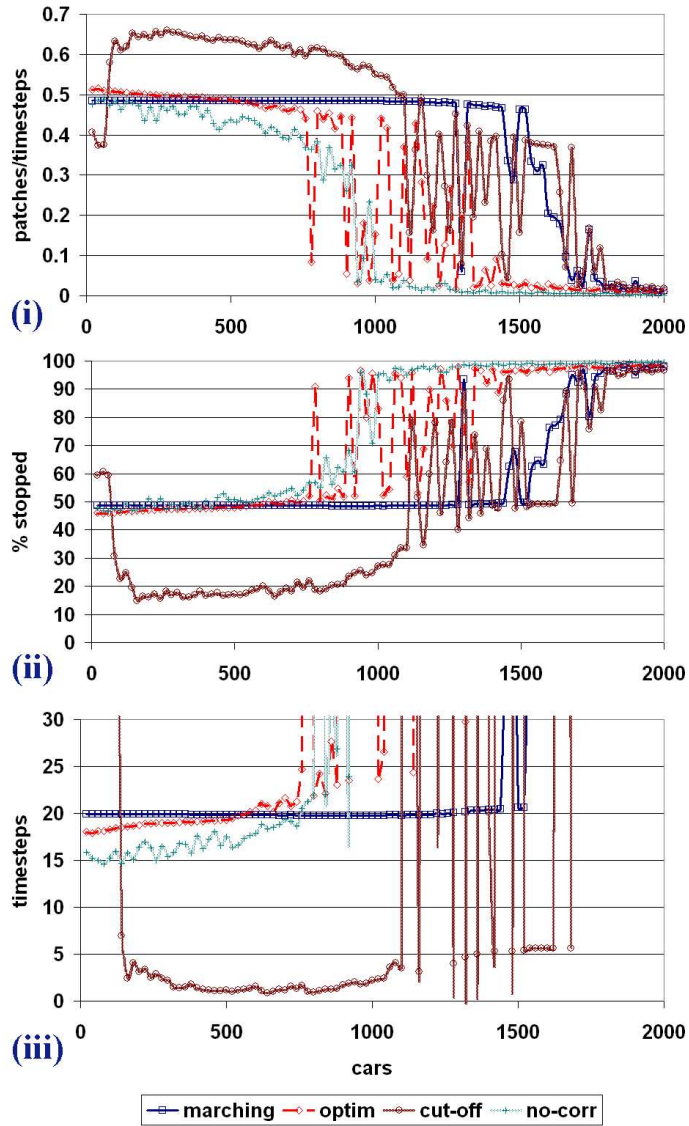 0.7
0.6
0.5
0.4
0.3
0.2
0.1
0
patches/timesteps
0 500 1000 1500 2000
(i)
100
90
80
70
60
50
40
30
20
10
0
% stopped
0 500 1000 1500 2000
(ii)
30
25
20
15
10
5
0
timesteps
0 500 1000 1500 2000
(iii)
cars
marching optim cut-off no-corr